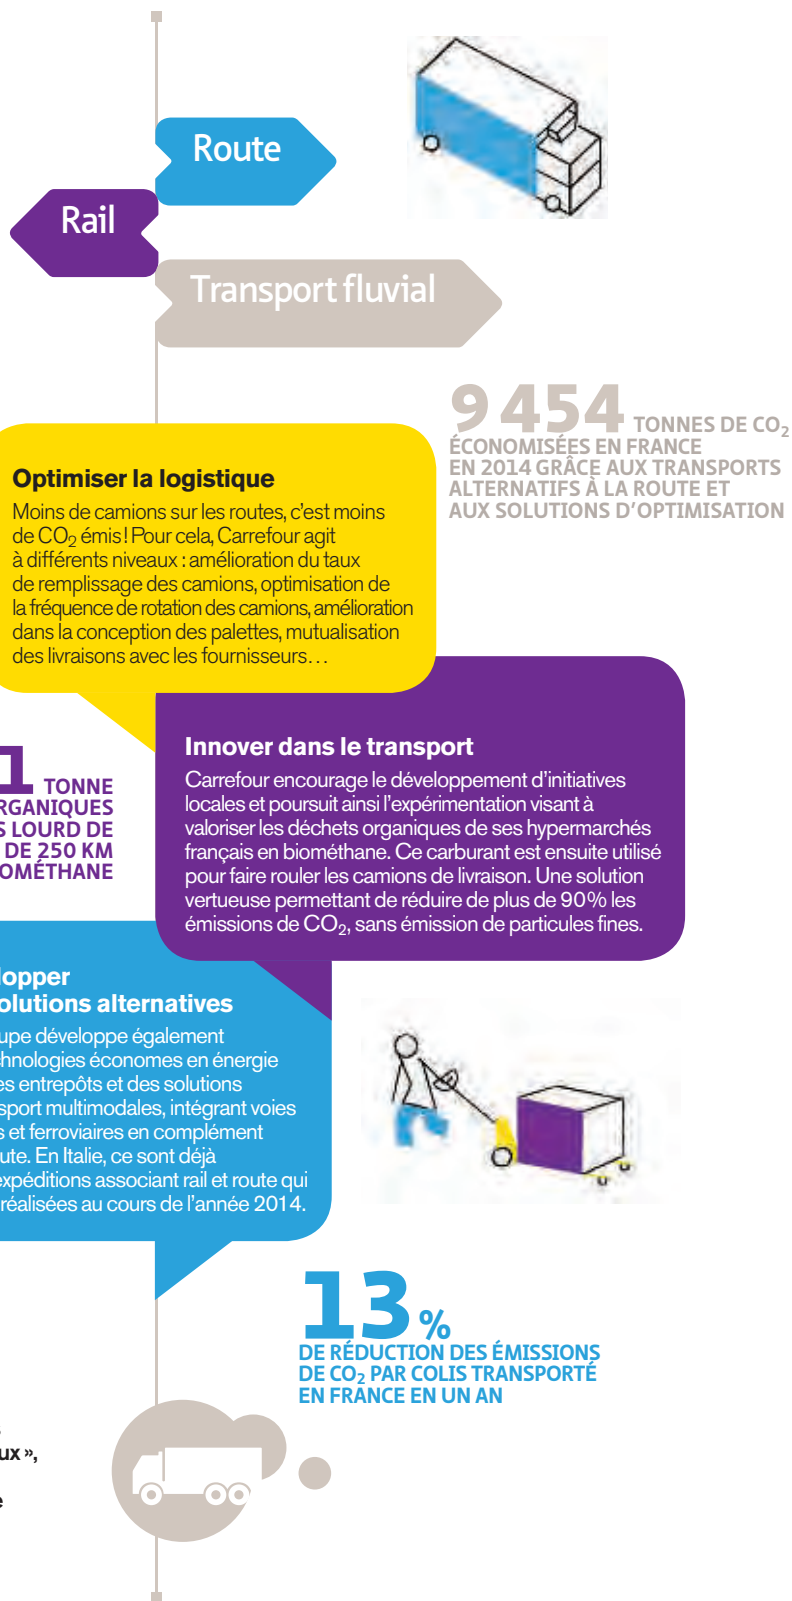 Route
Rail
Transport fluvial
9 454 TONNES DE CO₂
ÉCONOMISÉES EN FRANCE
EN 2014 GRÂCE AUX TRANSPORTS
ALTERNATIFS À LA ROUTE ET
AUX SOLUTIONS D’OPTIMISATION
Optimiser la logistique
Moins de camions sur les routes, c’est moins
de CO₂ émis ! Pour cela, Carrefour agit
à différents niveaux : amélioration du taux
de remplissage des camions, optimisation de
la fréquence de rotation des camions, amélioration
dans la conception des palettes, mutualisation
des livraisons avec les fournisseurs…
1 TONNE
RGANIQUES
S LOURD DE
DE 250 KM
OMÉTHANE
Innover dans le transport
Carrefour encourage le développement d’initiatives
locales et poursuit ainsi l’expérimentation visant à
valoriser les déchets organiques de ses hypermarchés
français en biométhane. Ce carburant est ensuite utilisé
pour faire rouler les camions de livraison. Une solution
vertueuse permettant de réduire de plus de 90% les
émissions de CO₂, sans émission de particules fines.
lopper
olutions alternatives
upe développe également
chnologies économes en énergie
es entrepôts et des solutions
sport multimodales, intégrant voies
s et ferroviaires en complément
ute. En Italie, ce sont déjà
expéditions associant rail et route qui
réalisées au cours de l’année 2014.
13 %
DE RÉDUCTION DES ÉMISSIONS
DE CO₂ PAR COLIS TRANSPORTÉ
EN FRANCE EN UN AN
ux »,
e